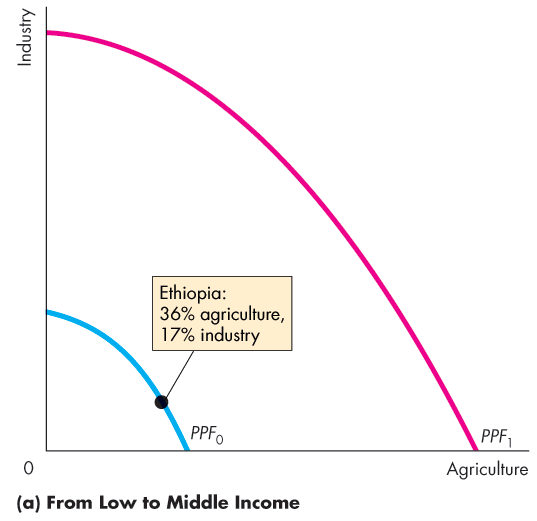 Industry
Ethiopia:
36% agriculture,
17% industry
PPF₀
PPF₁
0
Agriculture
(a) From Low to Middle Income